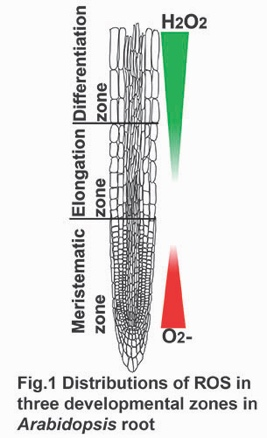 H2O2
Differentiation
zone
Elongation
zone
Meristematic
zone
O2-
Fig.1 Distributions of ROS in
three developmental zones in
Arabidopsis root